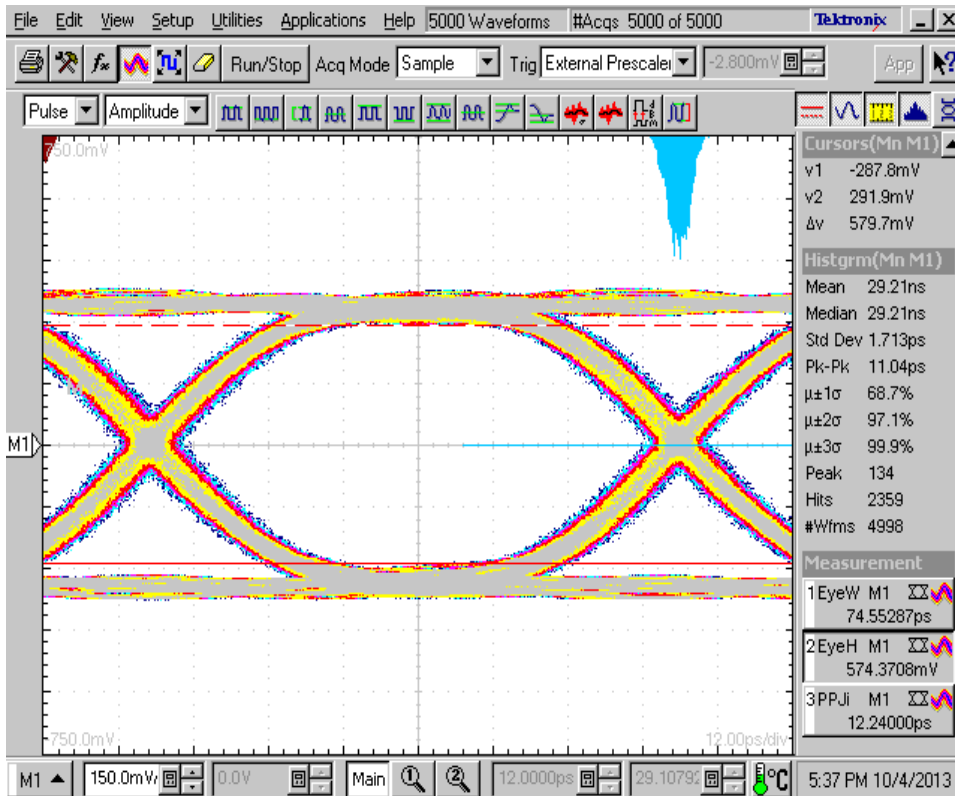 File Edit View Setup Utilities Applications Help 5000 Waveforms #Acqs 5000 of 5000 Tektronix
Run/Stop Acq Mode Sample Trig External Prescaler -2.800mV App
Pulse Amplitude
750.0mV
Cursors(Mn M1)
v1 -287.8mV
v2 291.9mV
Δv 579.7mV
Histgrm(Mn M1)
Mean 29.21ns
Median 29.21ns
Std Dev 1.713ps
Pk-Pk 11.04ps
μ±1σ 68.7%
μ±2σ 97.1%
μ±3σ 99.9%
Peak 134
Hits 2359
#Wfms 4998
M1
Measurement
1 EyeW M1
74.55287ps
2 EyeH M1
574.3708mV
3 PPJi M1
12.24000ps
-750.0mV 12.00ps/div
M1 150.0mV/ 0.0V Main 1 2 12.0000ps 29.10792 °C 5:37 PM 10/4/2013